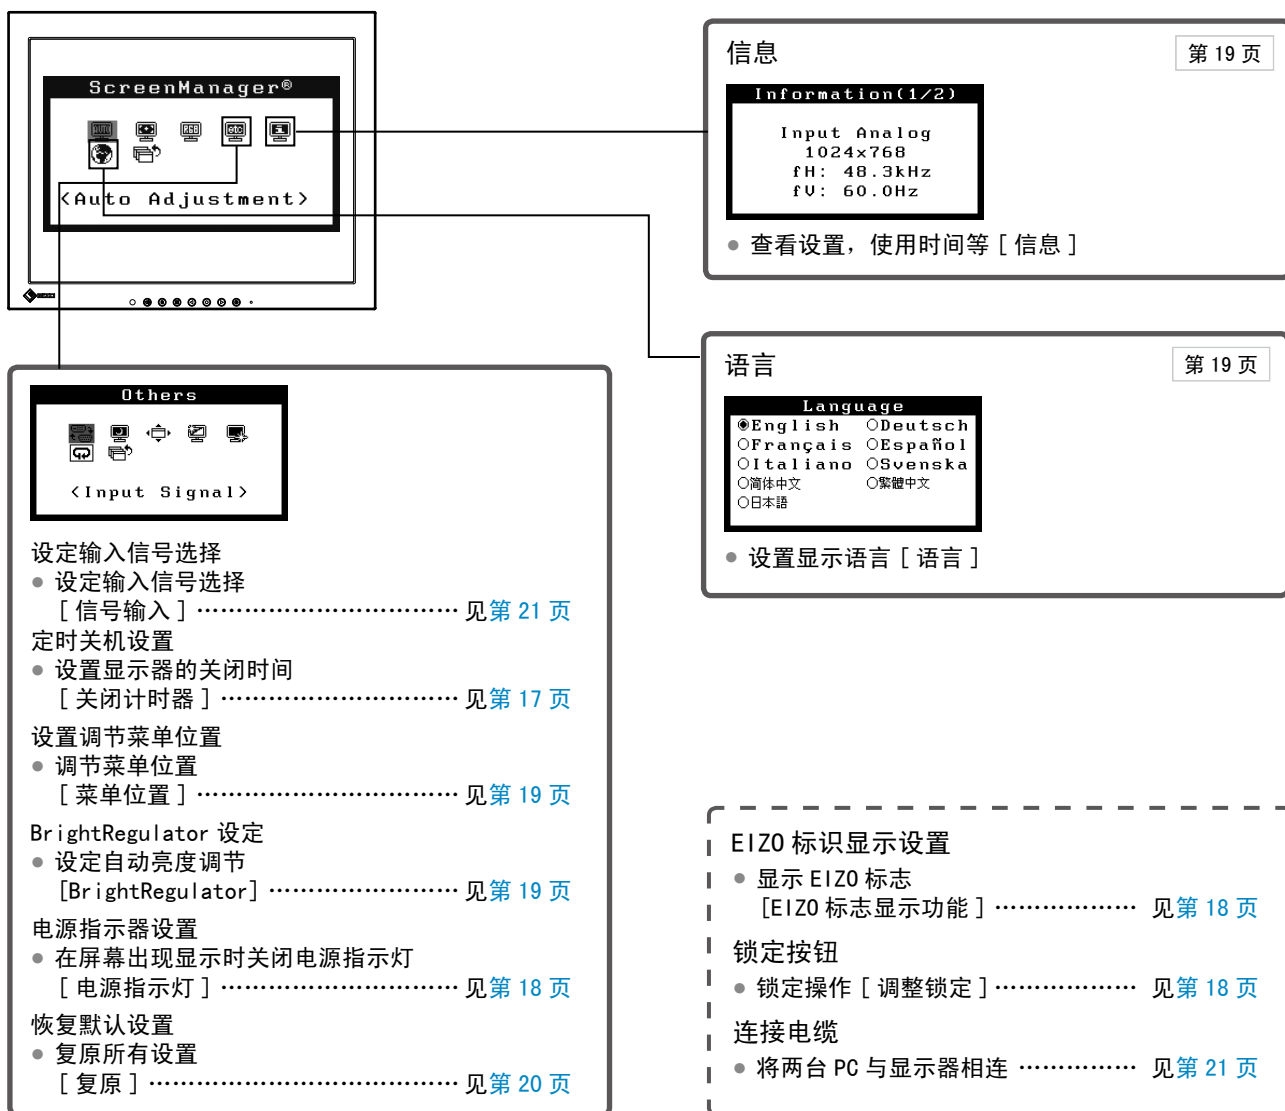 ScreenManager®
AUTO
RGB
etc
<Auto Adjustment>
信息
第 19 页
Information(1/2)
Input Analog
1024×768
fH: 48.3kHz
fV: 60.0Hz
● 查看设置，使用时间等 [ 信息 ]
语言
第 19 页
Language
English Deutsch
Français Español
Italiano Svenska
简体中文 繁體中文
日本語
● 设置显示语言 [ 语言 ]
Others
<Input Signal>
设定输入信号选择
● 设定输入信号选择
[ 信号输入 ] ······························ 见第 21 页
定时关机设置
● 设置显示器的关闭时间
[ 关闭计时器 ] ··························· 见第 17 页
设置调节菜单位置
● 调节菜单位置
[ 菜单位置 ] ······························ 见第 19 页
BrightRegulator 设定
● 设定自动亮度调节
[BrightRegulator] ························ 见第 19 页
电源指示器设置
● 在屏幕出现显示时关闭电源指示灯
[ 电源指示灯 ] ··························· 见第 18 页
恢复默认设置
● 复原所有设置
[ 复原 ] ··································· 见第 20 页
EIZO 标识显示设置
● 显示 EIZO 标志
[EIZO 标志显示功能 ] ·················· 见第 18 页
锁定按钮
● 锁定操作 [ 调整锁定 ] ·················· 见第 18 页
连接电缆
● 将两台 PC 与显示器相连 ··············· 见第 21 页